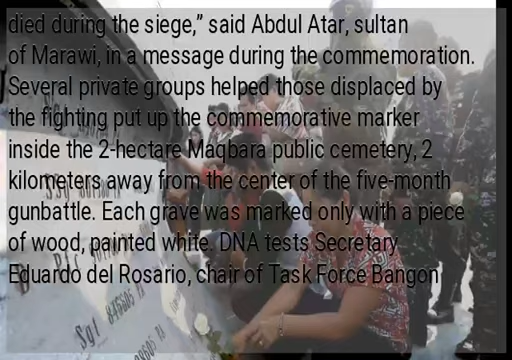 died during the siege,” said Abdul Atar, sultan
of Marawi, in a message during the commemoration.
Several private groups helped those displaced by
the fighting put up the commemorative marker
inside the 2-hectare Maqbara public cemetery, 2
kilometers away from the center of the five-month
gunbattle. Each grave was marked only with a piece
of wood, painted white. DNA tests Secretary
Eduardo del Rosario, chair of Task Force Bangon
Sgt